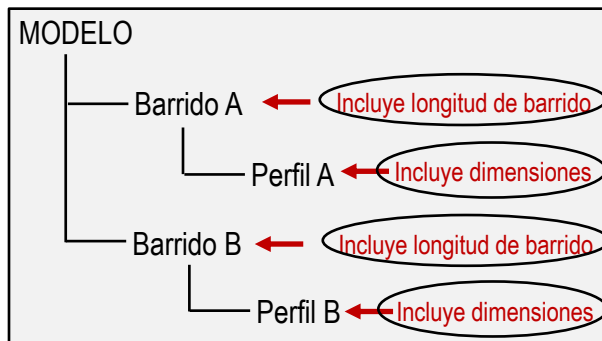 MODELO
Barrido A
Incluye longitud de barrido
Perfil A
Incluye dimensiones
Barrido B
Incluye longitud de barrido
Perfil B
Incluye dimensiones